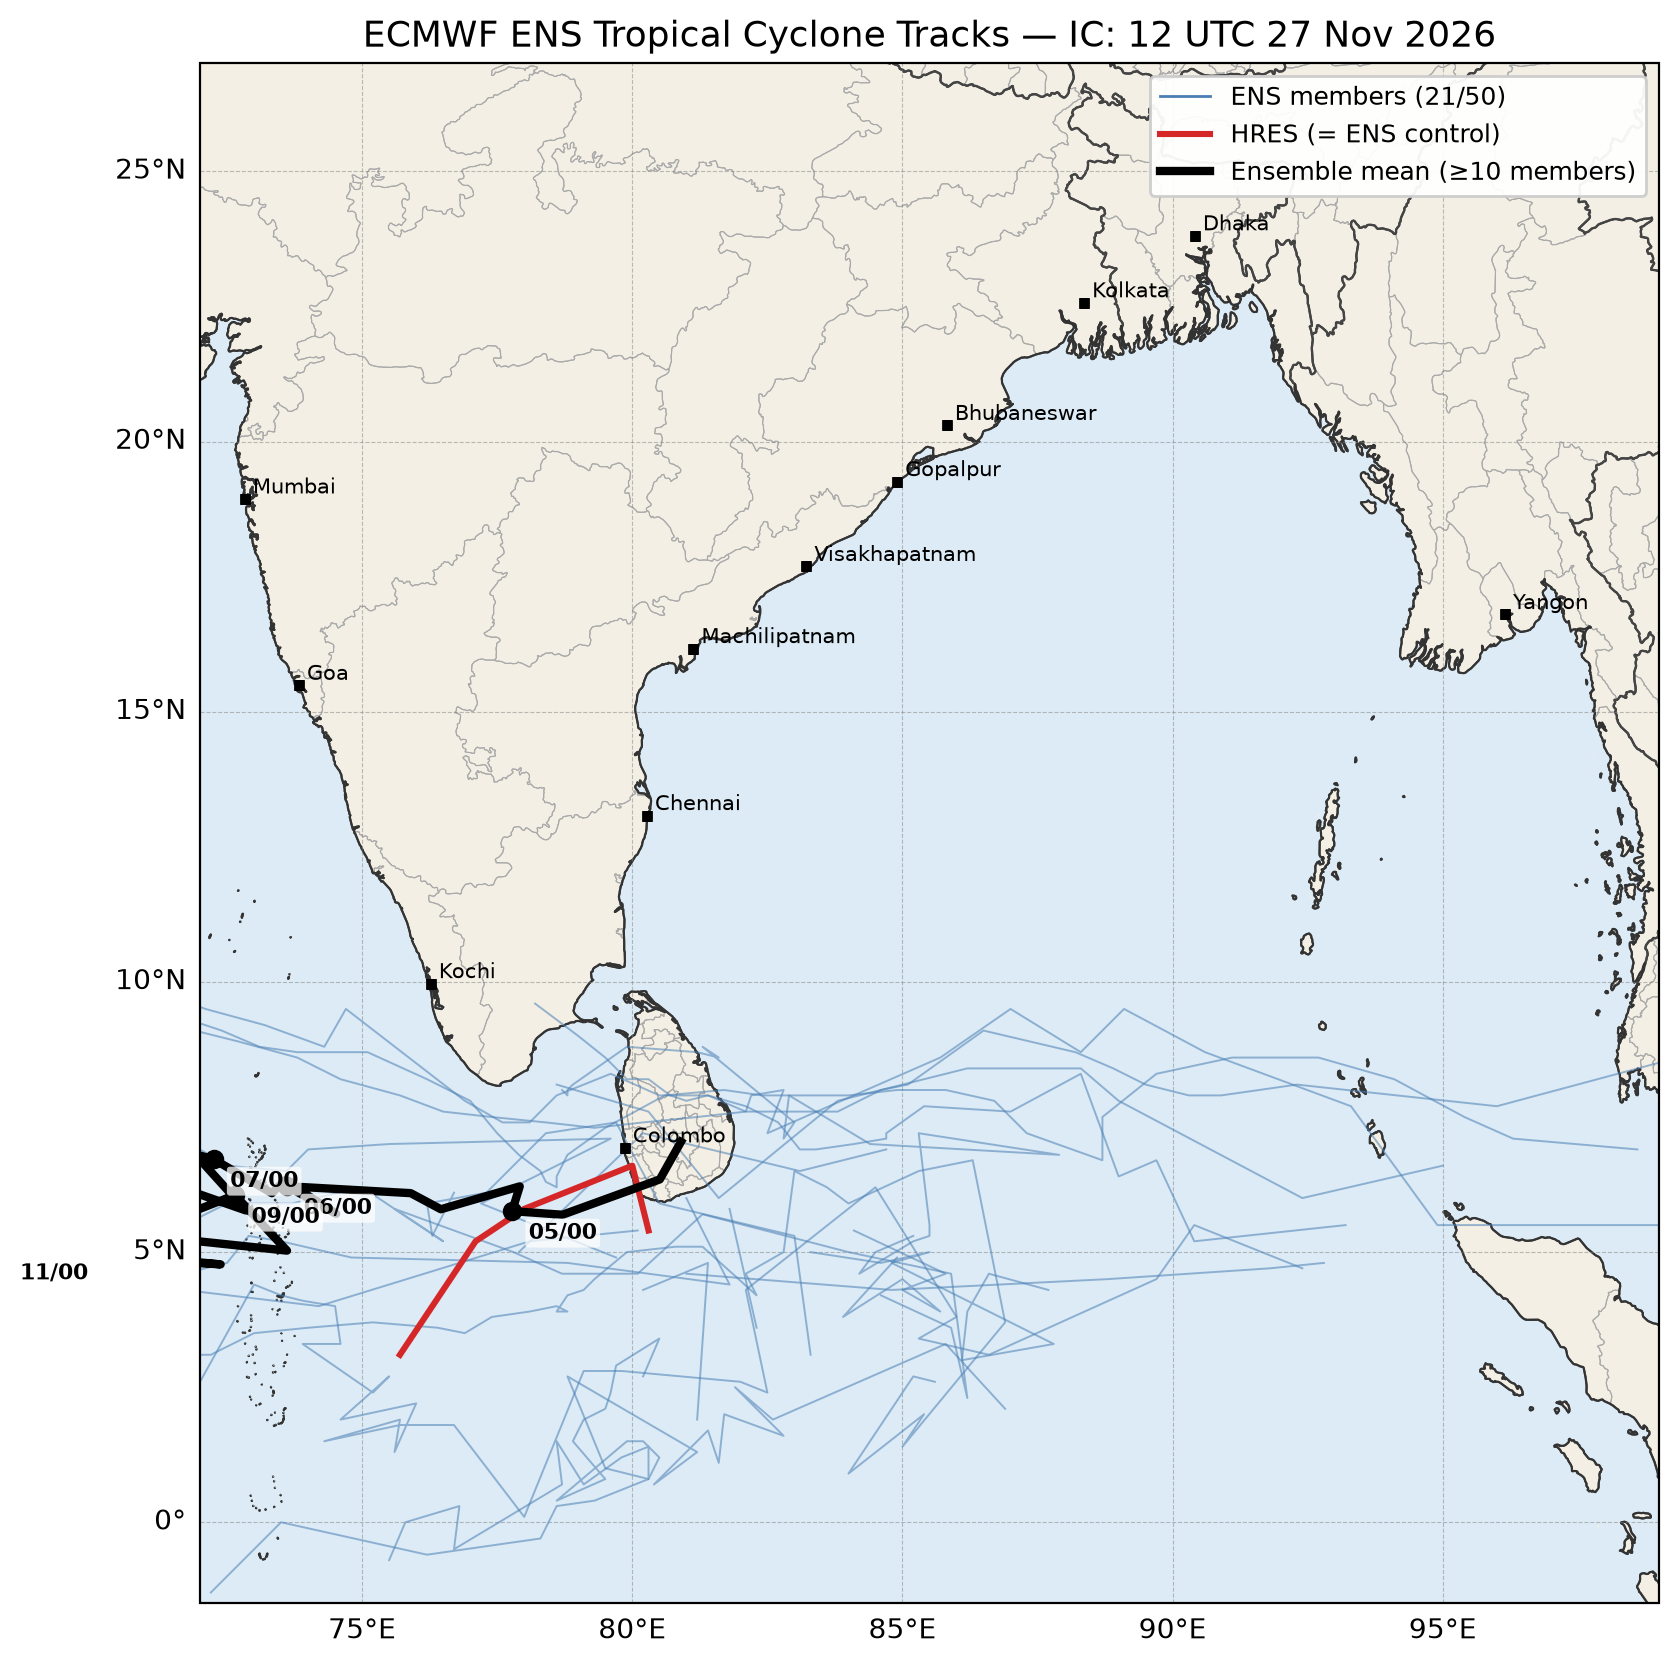 ECMWF ENS Tropical Cyclone Tracks — IC: 12 UTC 27 Nov 2026
ENS members (21/50)
HRES (= ENS control)
Ensemble mean (≥10 members)
25°N
20°N
15°N
10°N
5°N
0°
75°E
80°E
85°E
90°E
95°E
Dhaka
Kolkata
Bhubaneswar
Gopalpur
Mumbai
Visakhapatnam
Yangon
Machilipatnam
Goa
Chennai
Kochi
Colombo
07/00
06/00
09/00
05/00
11/00